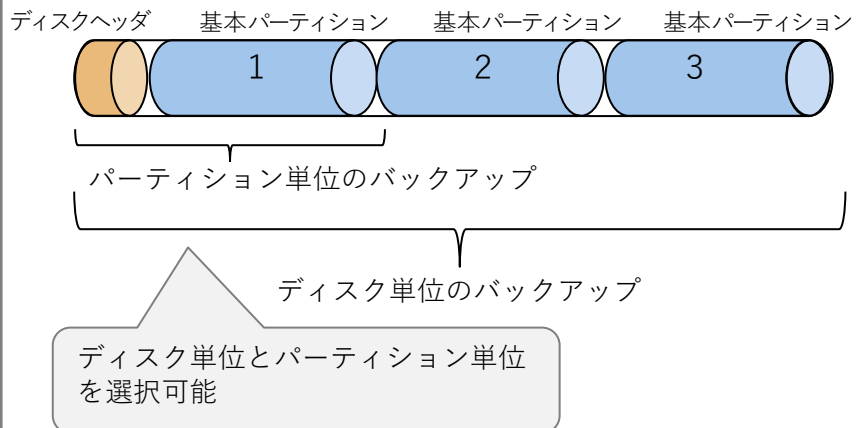 ディスクヘッダ 基本パーティション 基本パーティション 基本パーティション
1 2 3
パーティション単位のバックアップ
ディスク単位のバックアップ
ディスク単位とパーティション単位
を選択可能